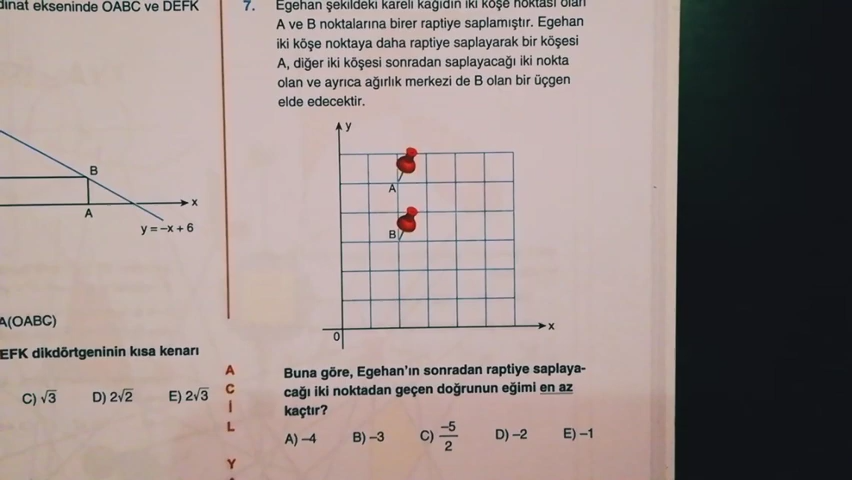 dinat ekseninde OABC ve DEFK
B
A
x
y = –x + 6
A(OABC)
EFK dikdörtgeninin kısa kenarı
C) √3 D) 2√2 E) 2√3
A
C
İ
L
Y
7. Egehan şekildeki kareli kağıdın iki köşe noktası olan
A ve B noktalarına birer raptiye saplamıştır. Egehan
iki köşe noktaya daha raptiye saplayarak bir köşesi
A, diğer iki köşesi sonradan saplayacağı iki nokta
olan ve ayrıca ağırlık merkezi de B olan bir üçgen
elde edecektir.
y
A
B
0
x
Buna göre, Egehan'ın sonradan raptiye saplaya-
cağı iki noktadan geçen doğrunun eğimi en az
kaçtır?
A) –4 B) –3 C) –5/2 D) –2 E) –1